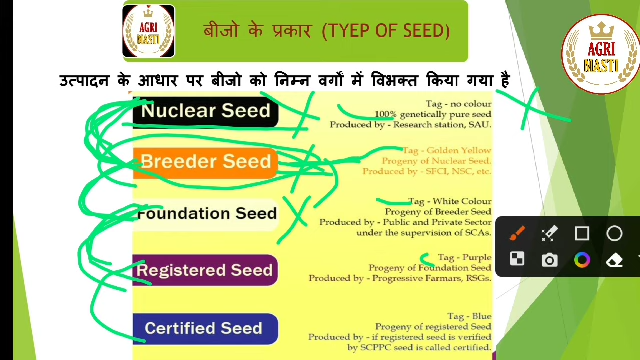 AGRI
MASTI
बीजो के प्रकार (TYEP OF SEED)
AGRI
MASTI
उत्पादन के आधार पर बीजो को निम्न वर्गों में विभक्त किया गया है
Nuclear Seed
Tag - no colour
100% genetically pure seed
Produced by - Research station, SAU.
Breeder Seed
Tag - Golden Yellow
Progeny of Nuclear Seed.
Produced by - SFCI, NSC, etc.
Foundation Seed
Tag - White Colour
Progeny of Breeder Seed
Produced by - Public and Private Sector
under the supervision of SCAs.
Registered Seed
Tag - Purple
Progeny of Foundation Seed
Produced by - Progressive Farmars, RSGs.
Certified Seed
Tag - Blue
Progeny of registered Seed
Produced by - if registered seed is verified
by SCPPC seed is called certified.